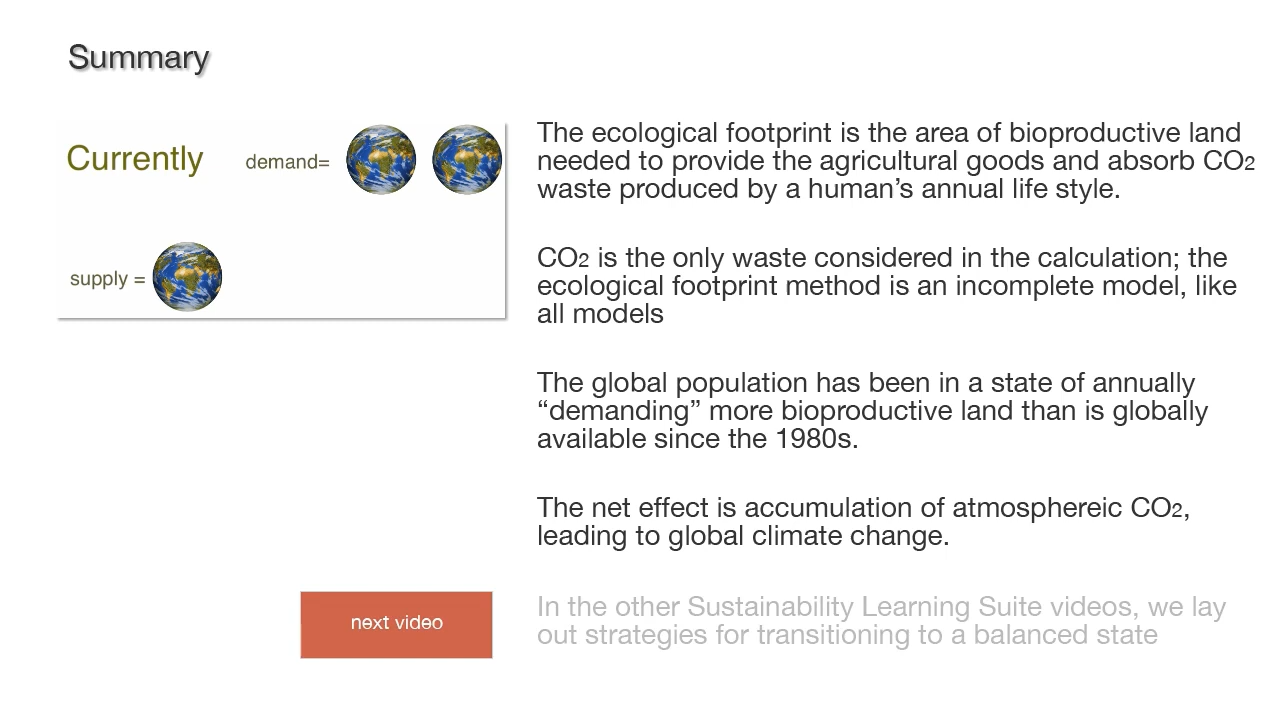 Summary
Currently
demand=
supply =
The ecological footprint is the area of bioproductive land
needed to provide the agricultural goods and absorb CO2
waste produced by a human’s annual life style.
CO2 is the only waste considered in the calculation; the
ecological footprint method is an incomplete model, like
all models
The global population has been in a state of annually
“demanding” more bioproductive land than is globally
available since the 1980s.
The net effect is accumulation of atmosphereic CO2,
leading to global climate change.
next video
In the other Sustainability Learning Suite videos, we lay
out strategies for transitioning to a balanced state